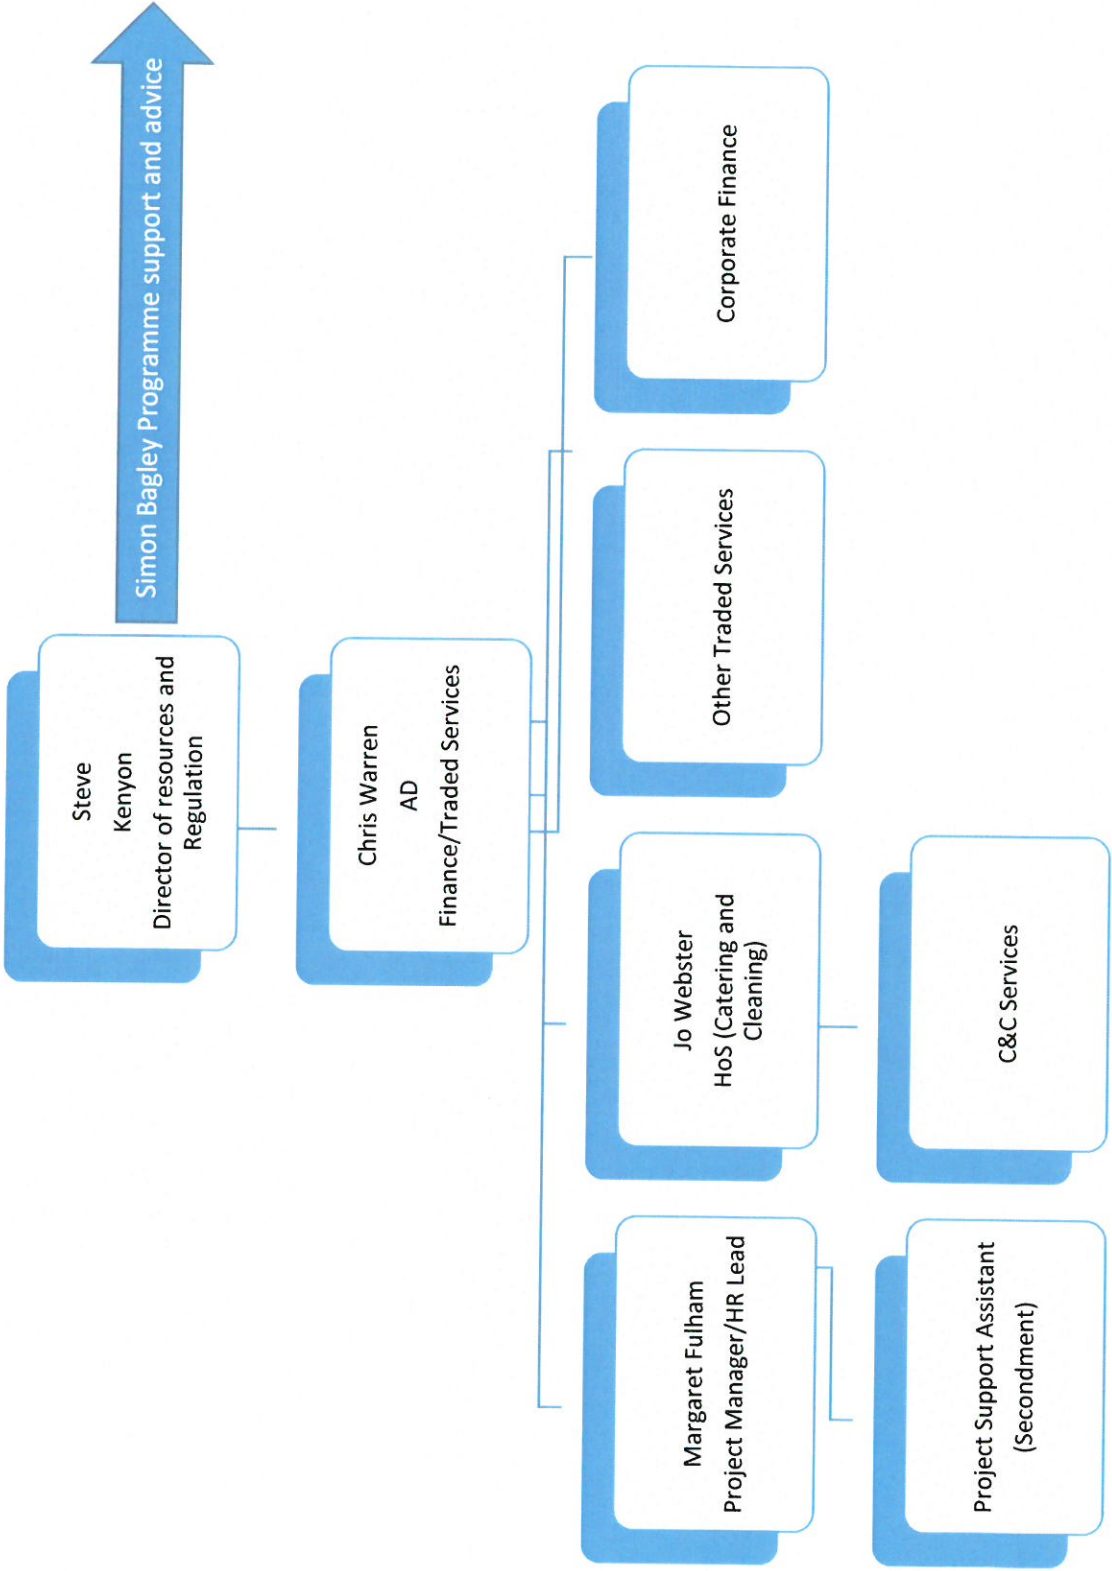 Steve
Kenyon
Director of resources and
Regulation
Simon Bagley Programme support and advice
Chris Warren
AD
Finance/Traded Services
Margaret Fulham
Project Manager/HR Lead
Jo Webster
HoS (Catering and
Cleaning)
Other Traded Services
Corporate Finance
Project Support Assistant
(Secondment)
C&C Services